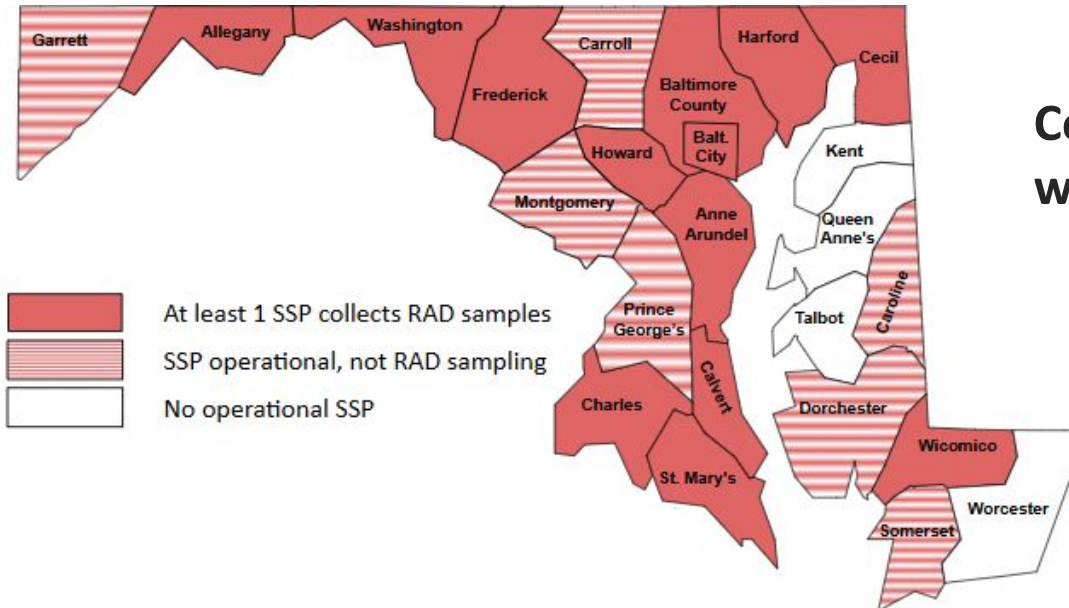 Garrett
Allegany
Washington
Frederick
Carroll
Baltimore
County
Balt.
City
Harford
Cecil
Howard
Montgomery
Anne
Arundel
Kent
Queen
Anne's
Talbot
Caroline
Prince
George's
Calvert
Charles
St. Mary's
Dorchester
Wicomico
Somerset
Worcester
At least 1 SSP collects RAD samples
SSP operational, not RAD sampling
No operational SSP